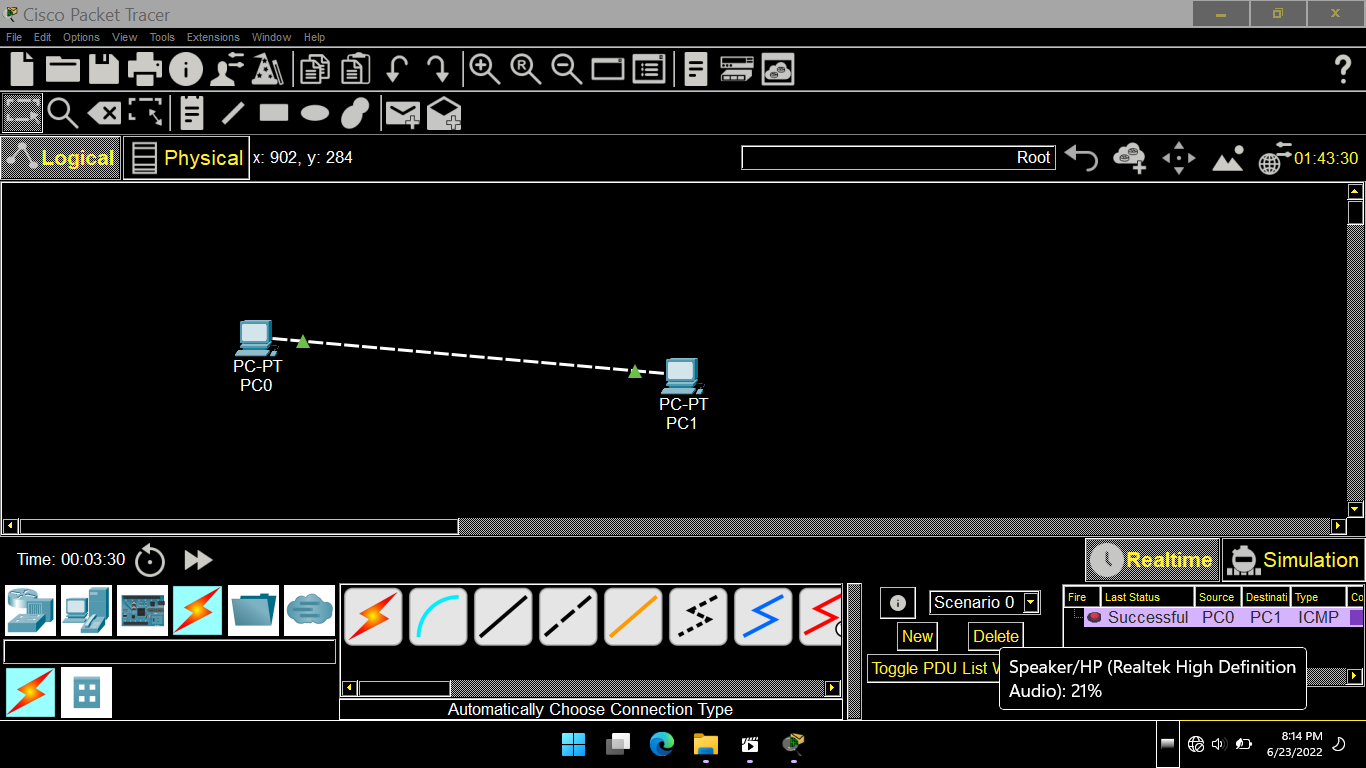 Cisco Packet Tracer
File Edit Options View Tools Extensions Window Help
Logical Physical x: 902, y: 284 Root 01:43:30
PC-PT
PC0
PC-PT
PC1
Time: 00:03:30 Realtime Simulation
Scenario 0
Fire Last Status Source Destinati Type Co
Successful PC0 PC1 ICMP
New Delete
Toggle PDU List W
Speaker/HP (Realtek High Definition
Audio): 21%
Automatically Choose Connection Type
8:14 PM
6/23/2022